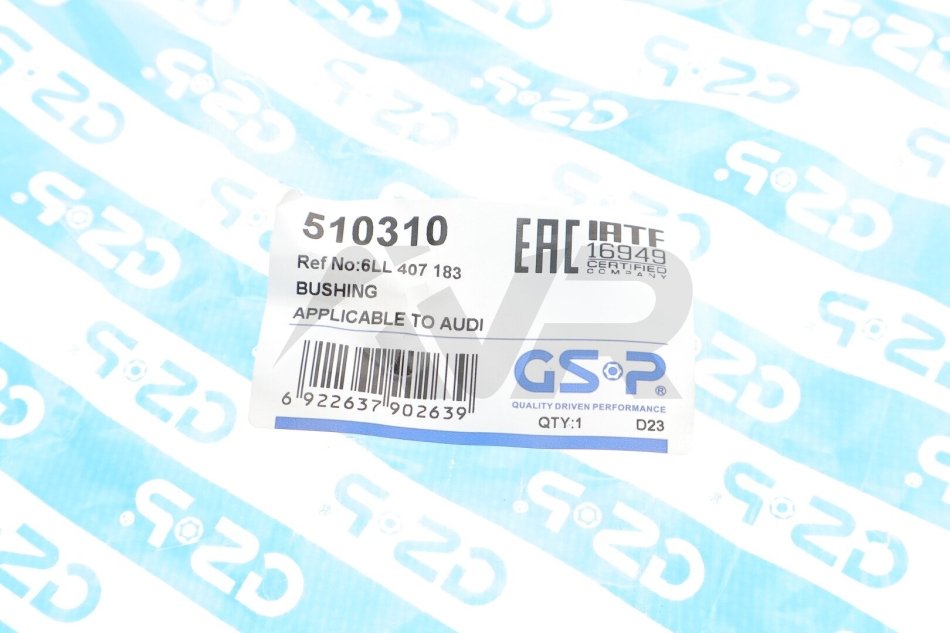 510310
Ref No:6LL 407 183
BUSHING
APPLICABLE TO AUDI
6 922637 902639
EAC
IATF
16949
CERTIFIED
COMPANY
GSP®
QUALITY DRIVEN PERFORMANCE
QTY:1 D23